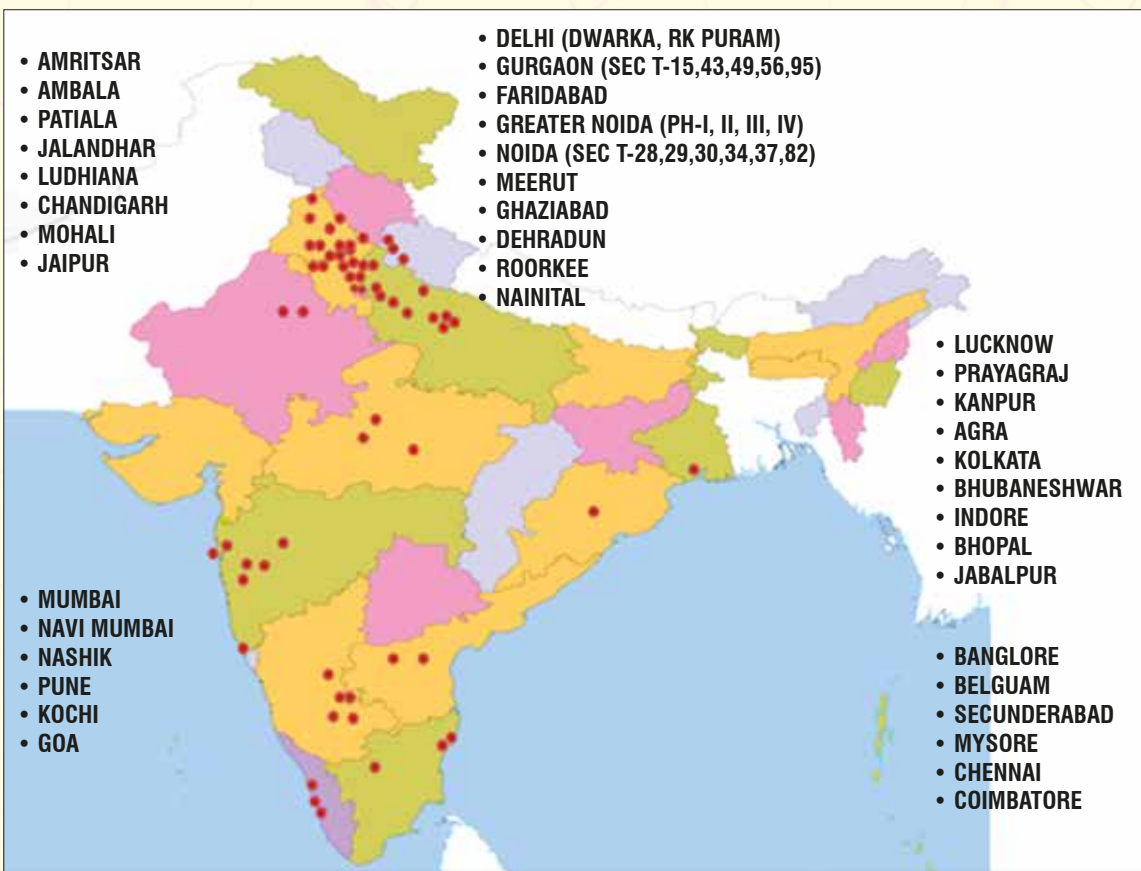 • AMRITSAR
• AMBALA
• PATIALA
• JALANDHAR
• LUDHIANA
• CHANDIGARH
• MOHALI
• JAIPUR
• DELHI (DWARKA, RK PURAM)
• GURGAON (SEC T-15,43,49,56,95)
• FARIDABAD
• GREATER NOIDA (PH-I, II, III, IV)
• NOIDA (SEC T-28,29,30,34,37,82)
• MEERUT
• GHAZIABAD
• DEHRADUN
• ROORKEE
• NAINITAL
• LUCKNOW
• PRAYAGRAJ
• KANPUR
• AGRA
• KOLKATA
• BHUBANESHWAR
• INDORE
• BHOPAL
• JABALPUR
• MUMBAI
• NAVI MUMBAI
• NASHIK
• PUNE
• KOCHI
• GOA
• BANGLORE
• BELGUAM
• SECUNDERABAD
• MYSORE
• CHENNAI
• COIMBATORE